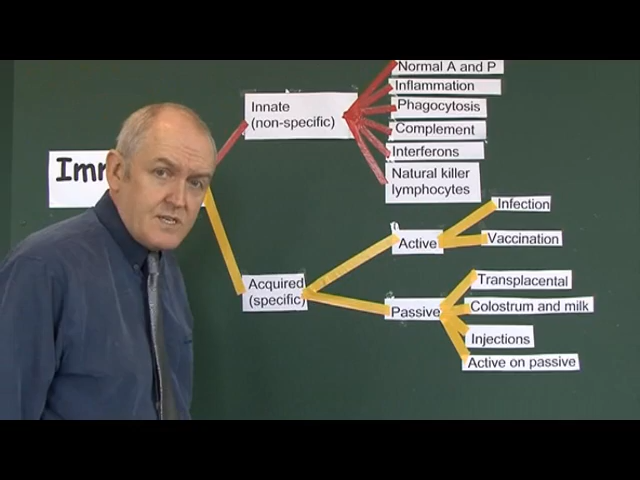 Imm
Innate
(non-specific)
Normal A and P
Inflammation
Phagocytosis
Complement
Interferons
Natural killer
lymphocytes
Acquired
(specific)
Active
Infection
Vaccination
Passive
Transplacental
Colostrum and milk
Injections
Active on passive